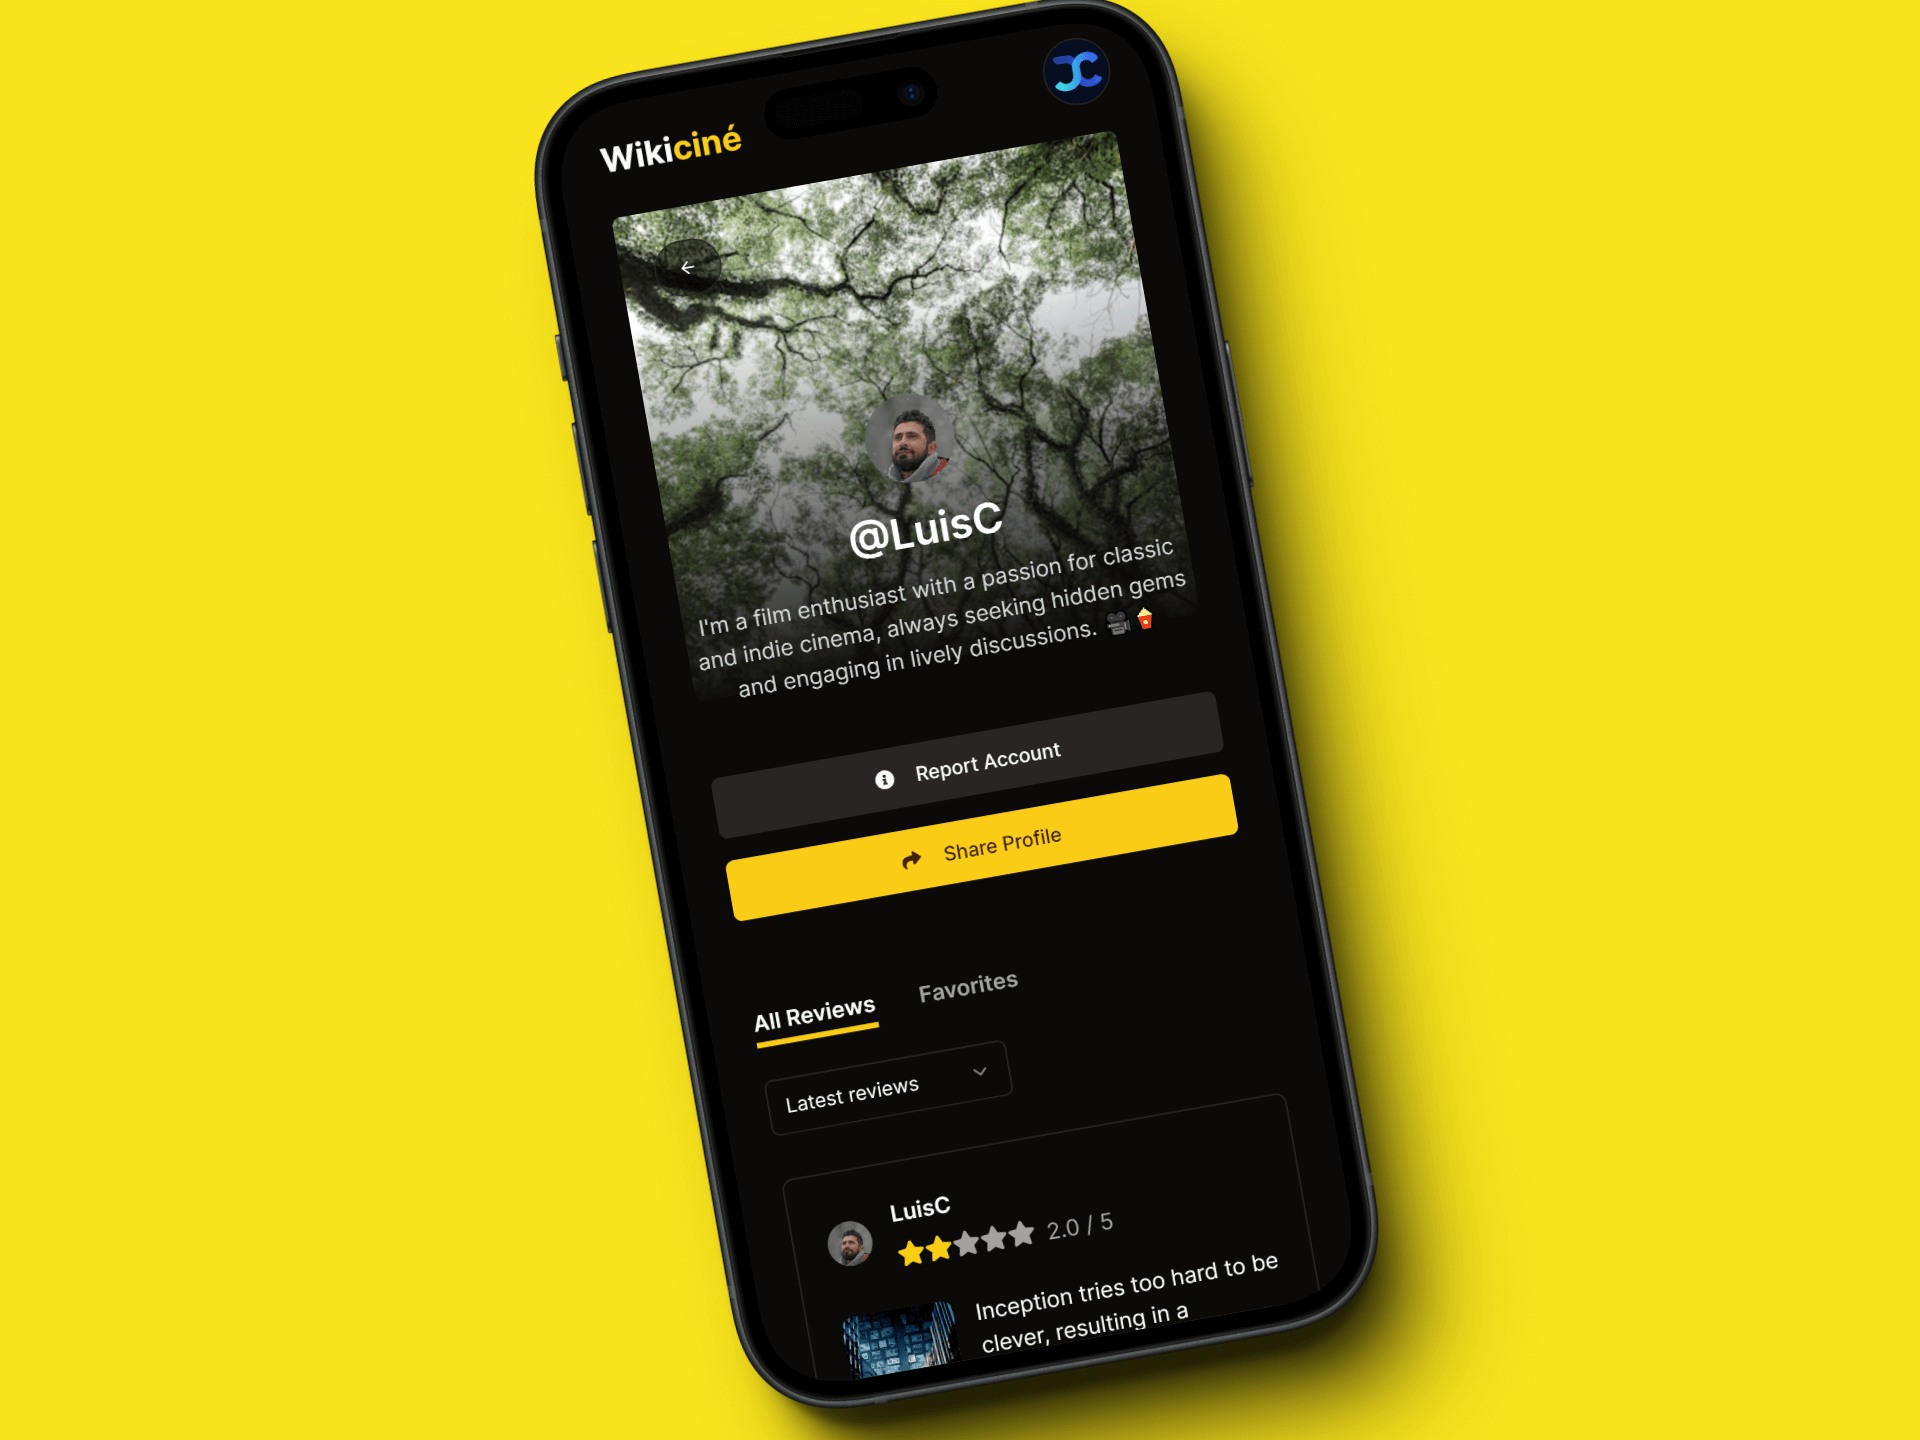 Wikiciné
@LuisC
I'm a film enthusiast with a passion for classic
and indie cinema, always seeking hidden gems
and engaging in lively discussions. 🎥🍿
Report Account
Share Profile
All Reviews
Favorites
Latest reviews
LuisC
2.0 / 5
Inception tries too hard to be
clever, resulting in a